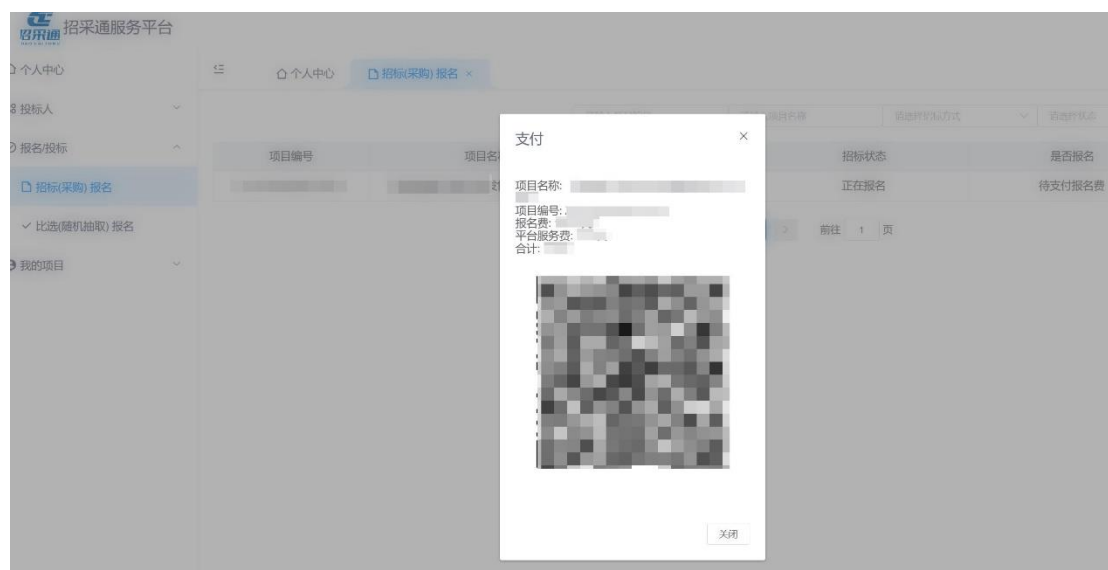 招采通
招采通服务平台
个人中心
个人中心
招标(采购) 报名 ×
投标人
报名/投标
招标(采购) 报名
比选(随机抽取) 报名
我的项目
项目编号
招标状态
是否报名
正在报名
待支付报名费
前往 1 页
支付
项目名称:
项目编号:
报名费:
平台服务费:
合计:
关闭